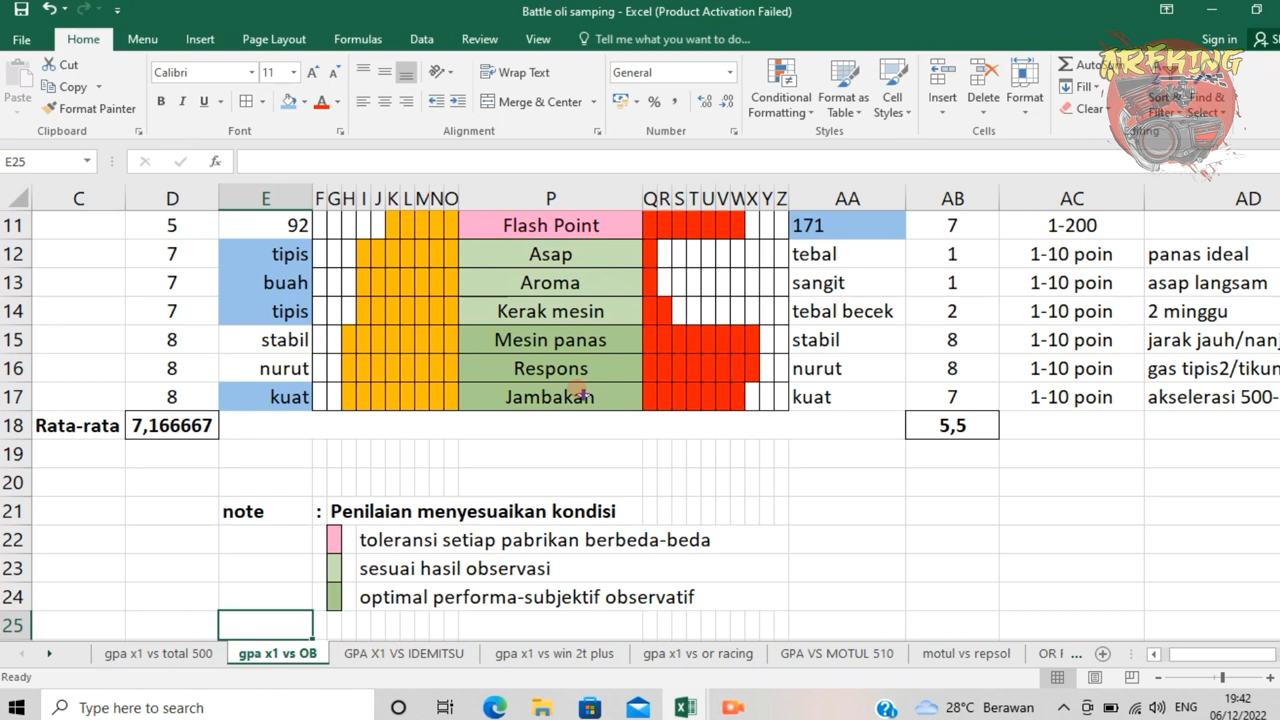 Battle oli samping - Excel (Product Activation Failed)
File Home Menu Insert Page Layout Formulas Data Review View Tell me what you want to do... Sign in
Paste Cut Copy Format Painter Clipboard
Calibri 11 B I U Font
Wrap Text Merge & Center Alignment
General % Number
Conditional Formatting Format as Table Cell Styles Styles
Insert Delete Format Cells
Fill Clear Sort & Filter Find & Select
AREKING
E25 fx
C D E F G H I J K L M N O P Q R S T U V W X Y Z AA AB AC AD
11 5 92 Flash Point 171 7 1-200
12 7 tipis Asap tebal 1 1-10 poin panas ideal
13 7 buah Aroma sangit 1 1-10 poin asap langsam
14 7 tipis Kerak mesin tebal becek 2 1-10 poin 2 minggu
15 8 stabil Mesin panas stabil 8 1-10 poin jarak jauh/nanj
16 8 nurut Respons nurut 8 1-10 poin gas tipis2/tikun
17 8 kuat Jambakan kuat 7 1-10 poin akselerasi 500-
18 Rata-rata 7,166667 5,5
19
20
21 note : Penilaian menyesuaikan kondisi
22 toleransi setiap pabrikan berbeda-beda
23 sesuai hasil observasi
24 optimal performa-subjektif observatif
25
gpa x1 vs total 500 gpa x1 vs OB GPA X1 VS IDEMITSU gpa x1 vs win 2t plus gpa x1 vs or racing GPA VS MOTUL 510 motul vs repsol OR F ...
Ready
Type here to search 28°C Berawan ENG 19:42
06/12/2022